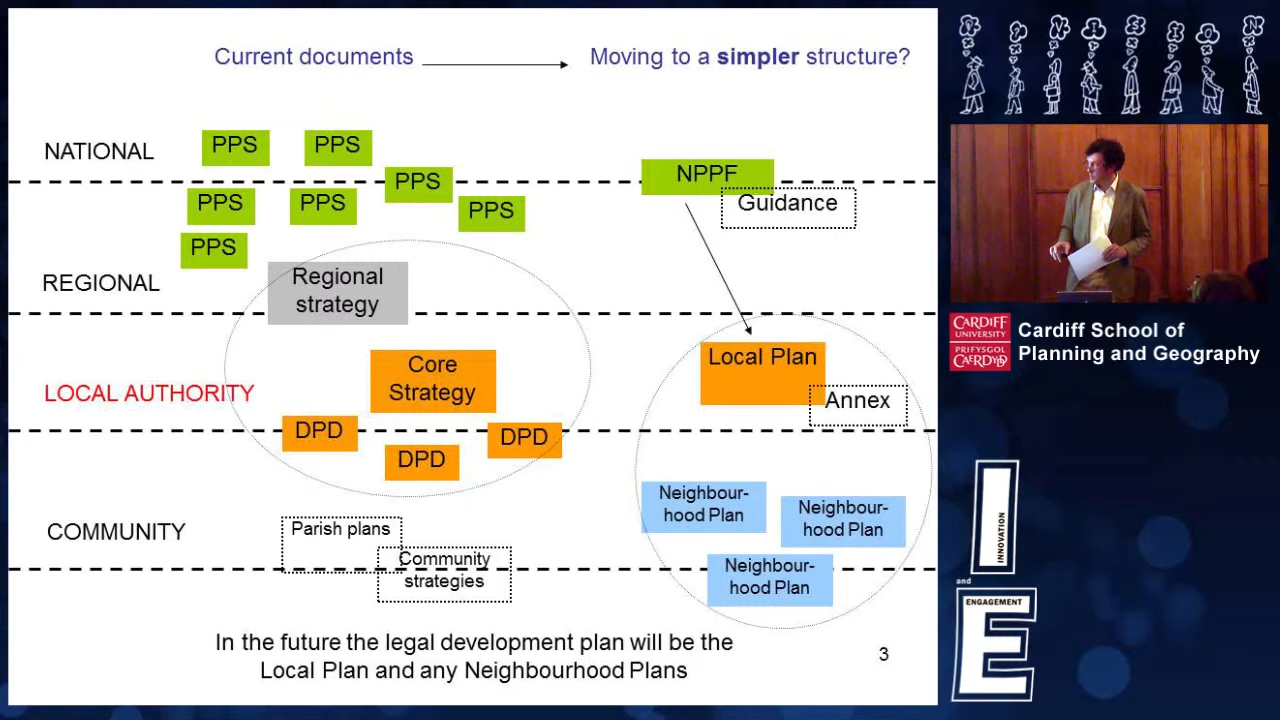 Current documents
Moving to a simpler structure?
NATIONAL
PPS
PPS
PPS
PPS
PPS
PPS
PPS
NPPF
Guidance
REGIONAL
Regional
strategy
LOCAL AUTHORITY
Core
Strategy
DPD
DPD
DPD
Local Plan
Annex
COMMUNITY
Parish plans
Community
strategies
Neighbour-
hood Plan
Neighbour-
hood Plan
Neighbour-
hood Plan
In the future the legal development plan will be the
Local Plan and any Neighbourhood Plans
3
CARDIFF
UNIVERSITY
PRIFYSGOL
CAERDYDD
Cardiff School of
Planning and Geography
I
INNOVATION
and
E
ENGAGEMENT